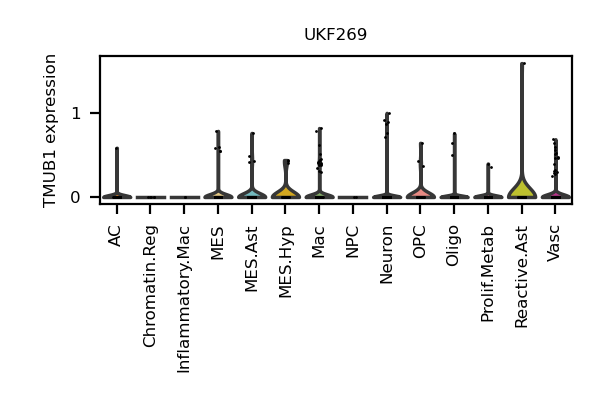 UKF269
TMUB1 expression
1
0
AC
Chromatin.Reg
Inflammatory.Mac
MES
MES.Ast
MES.Hyp
Mac
NPC
Neuron
OPC
Oligo
Prolif.Metab
Reactive.Ast
Vasc